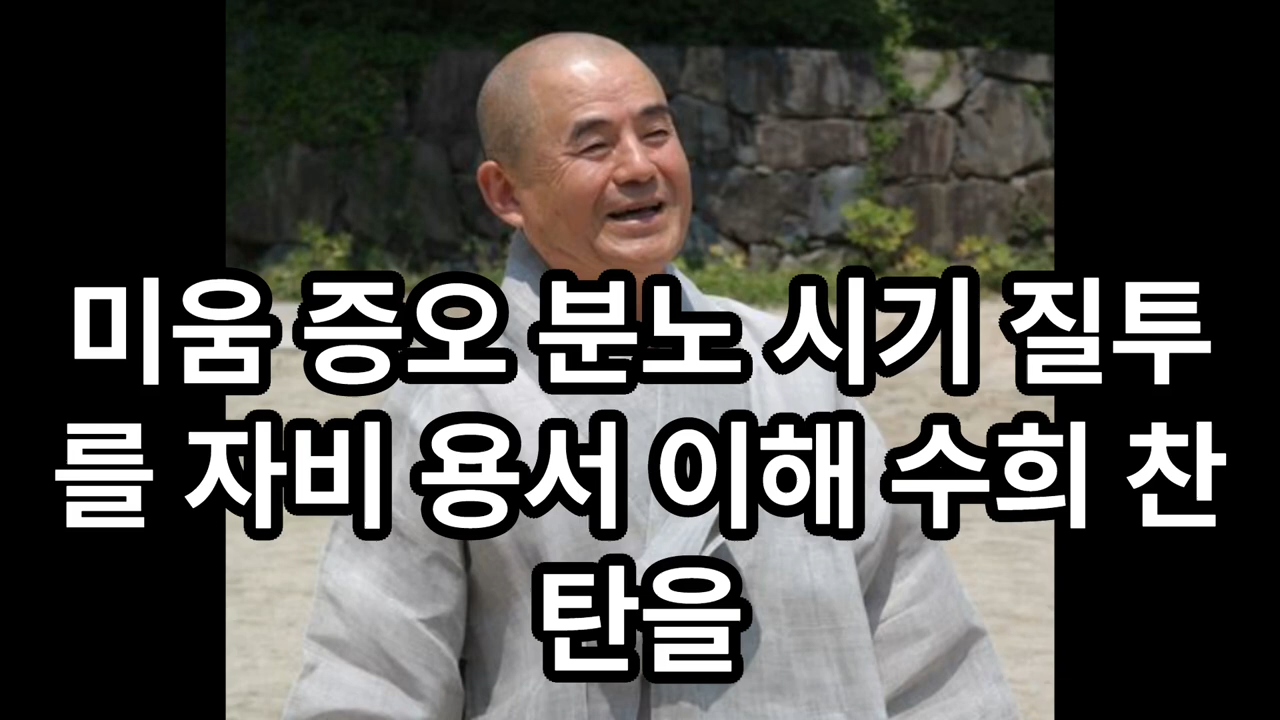 미움 증오 분노 시기 질투
를 자비 용서 이해 수희 찬
탄을